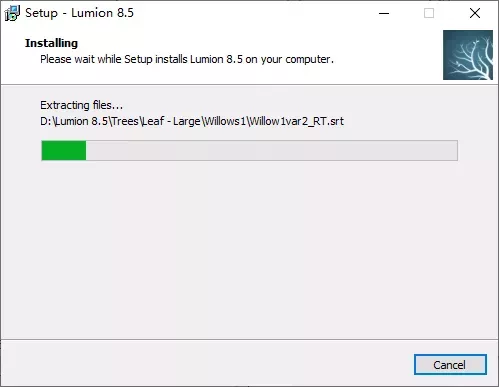 Setup - Lumion 8.5
Installing
Please wait while Setup installs Lumion 8.5 on your computer.
Extracting files...
D:\Lumion 8.5\Trees\Leaf - Large\Willows1\Willow1var2_RT.srt
Cancel